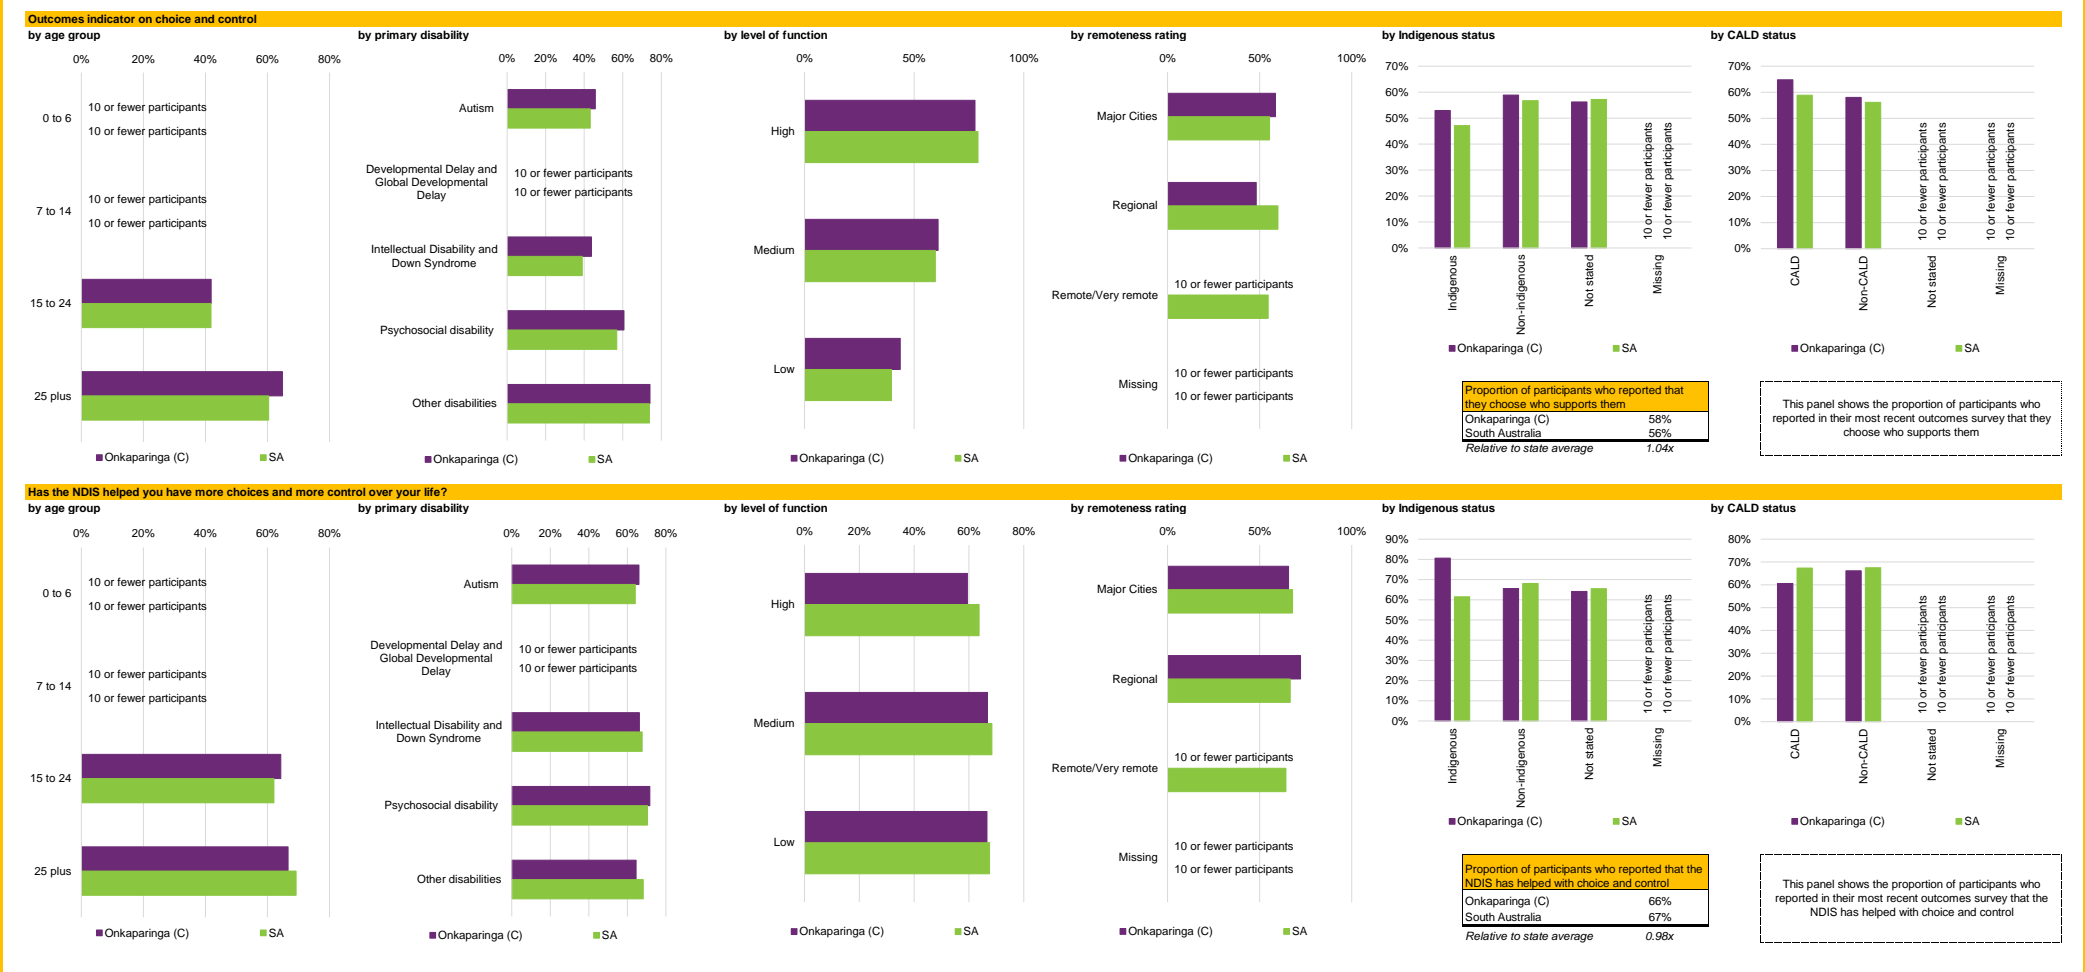 Outcomes indicator on choice and control
by age group
0% 20% 40% 60% 80%
0 to 6
10 or fewer participants
10 or fewer participants
7 to 14
10 or fewer participants
10 or fewer participants
15 to 24
25 plus
Onkaparinga (C) SA
by primary disability
0% 20% 40% 60% 80%
Autism
Developmental Delay and
Global Developmental
Delay
10 or fewer participants
10 or fewer participants
Intellectual Disability and
Down Syndrome
Psychosocial disability
Other disabilities
Onkaparinga (C) SA
by level of function
0% 50% 100%
High
Medium
Low
Onkaparinga (C) SA
by remoteness rating
0% 50% 100%
Major Cities
Regional
Remote/Very remote
10 or fewer participants
Missing
10 or fewer participants
10 or fewer participants
Onkaparinga (C) SA
by Indigenous status
70%
60%
50%
40%
30%
20%
10%
0%
10 or fewer participants
10 or fewer participants
Indigenous
Non-indigenous
Not stated
Missing
Onkaparinga (C) SA
Proportion of participants who reported that
they choose who supports them
Onkaparinga (C) 58%
South Australia 56%
Relative to state average 1.04x
by CALD status
70%
60%
50%
40%
30%
20%
10%
0%
10 or fewer participants
10 or fewer participants
10 or fewer participants
10 or fewer participants
CALD
Non-CALD
Not stated
Missing
Onkaparinga (C) SA
This panel shows the proportion of participants who
reported in their most recent outcomes survey that they
choose who supports them
Has the NDIS helped you have more choices and more control over your life?
by age group
0% 20% 40% 60% 80%
0 to 6
10 or fewer participants
10 or fewer participants
7 to 14
10 or fewer participants
10 or fewer participants
15 to 24
25 plus
Onkaparinga (C) SA
by primary disability
0% 20% 40% 60% 80%
Autism
Developmental Delay and
Global Developmental
Delay
10 or fewer participants
10 or fewer participants
Intellectual Disability and
Down Syndrome
Psychosocial disability
Other disabilities
Onkaparinga (C) SA
by level of function
0% 20% 40% 60% 80%
High
Medium
Low
Onkaparinga (C) SA
by remoteness rating
0% 50% 100%
Major Cities
Regional
Remote/Very remote
10 or fewer participants
Missing
10 or fewer participants
10 or fewer participants
Onkaparinga (C) SA
by Indigenous status
90%
80%
70%
60%
50%
40%
30%
20%
10%
0%
10 or fewer participants
10 or fewer participants
Indigenous
Non-indigenous
Not stated
Missing
Onkaparinga (C) SA
Proportion of participants who reported that the
NDIS has helped with choice and control
Onkaparinga (C) 66%
South Australia 67%
Relative to state average 0.98x
by CALD status
80%
70%
60%
50%
40%
30%
20%
10%
0%
10 or fewer participants
10 or fewer participants
10 or fewer participants
10 or fewer participants
CALD
Non-CALD
Not stated
Missing
Onkaparinga (C) SA
This panel shows the proportion of participants who
reported in their most recent outcomes survey that the
NDIS has helped with choice and control